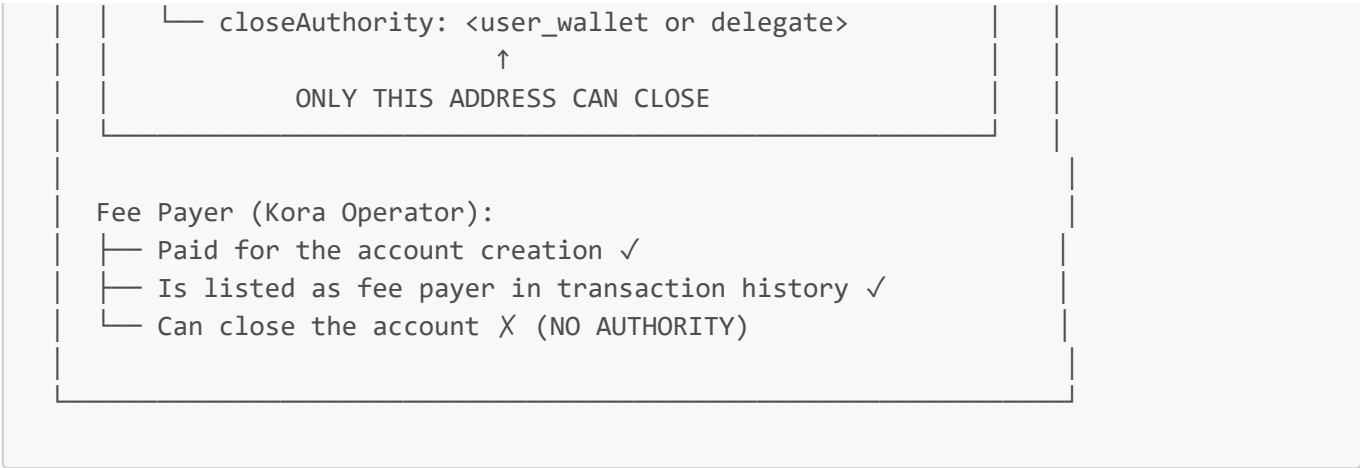 └── closeAuthority: <user_wallet or delegate>
↑
ONLY THIS ADDRESS CAN CLOSE
Fee Payer (Kora Operator):
├── Paid for the account creation ✓
├── Is listed as fee payer in transaction history ✓
└── Can close the account ✗ (NO AUTHORITY)